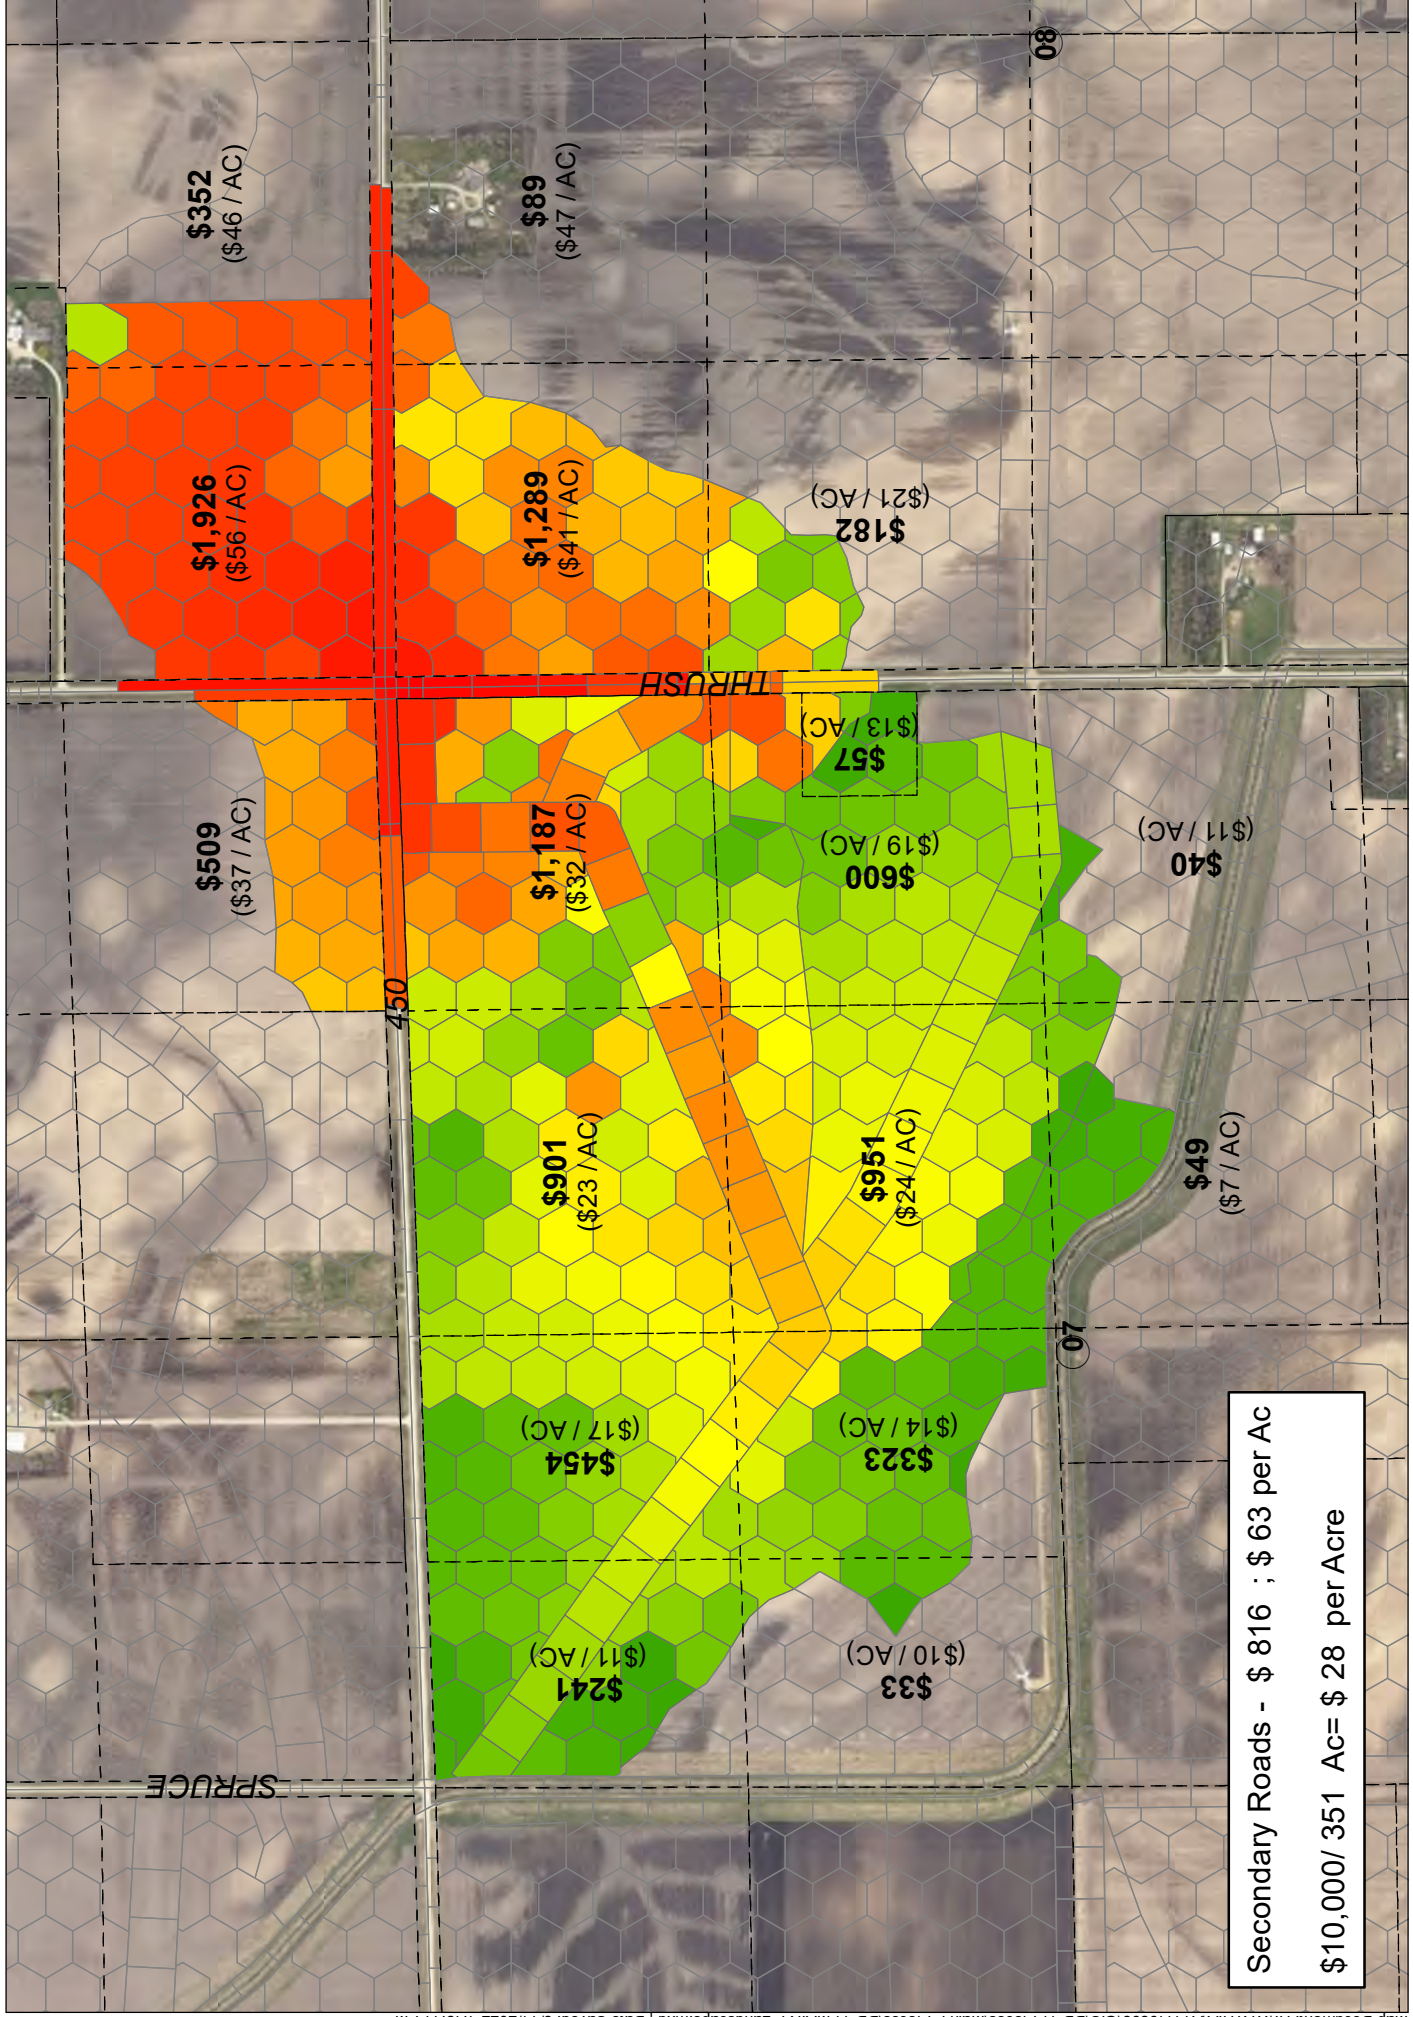 $352
($46 / AC)
$89
($47 / AC)
08
$1,926
($56 / AC)
$1,289
($41 / AC)
$182
($21 / AC)
THRUSH
$57
($13 / AC)
$509
($37 / AC)
$1,187
($32 / AC)
$600
($19 / AC)
$40
($11 / AC)
450
$901
($23 / AC)
$951
($24 / AC)
$49
($7 / AC)
07
$454
($17 / AC)
$323
($14 / AC)
$241
($11 / AC)
$33
($10 / AC)
SPRUCE
Secondary Roads - $ 816 ; $ 63 per Ac
$10,000/ 351 Ac= $ 28 per Acre